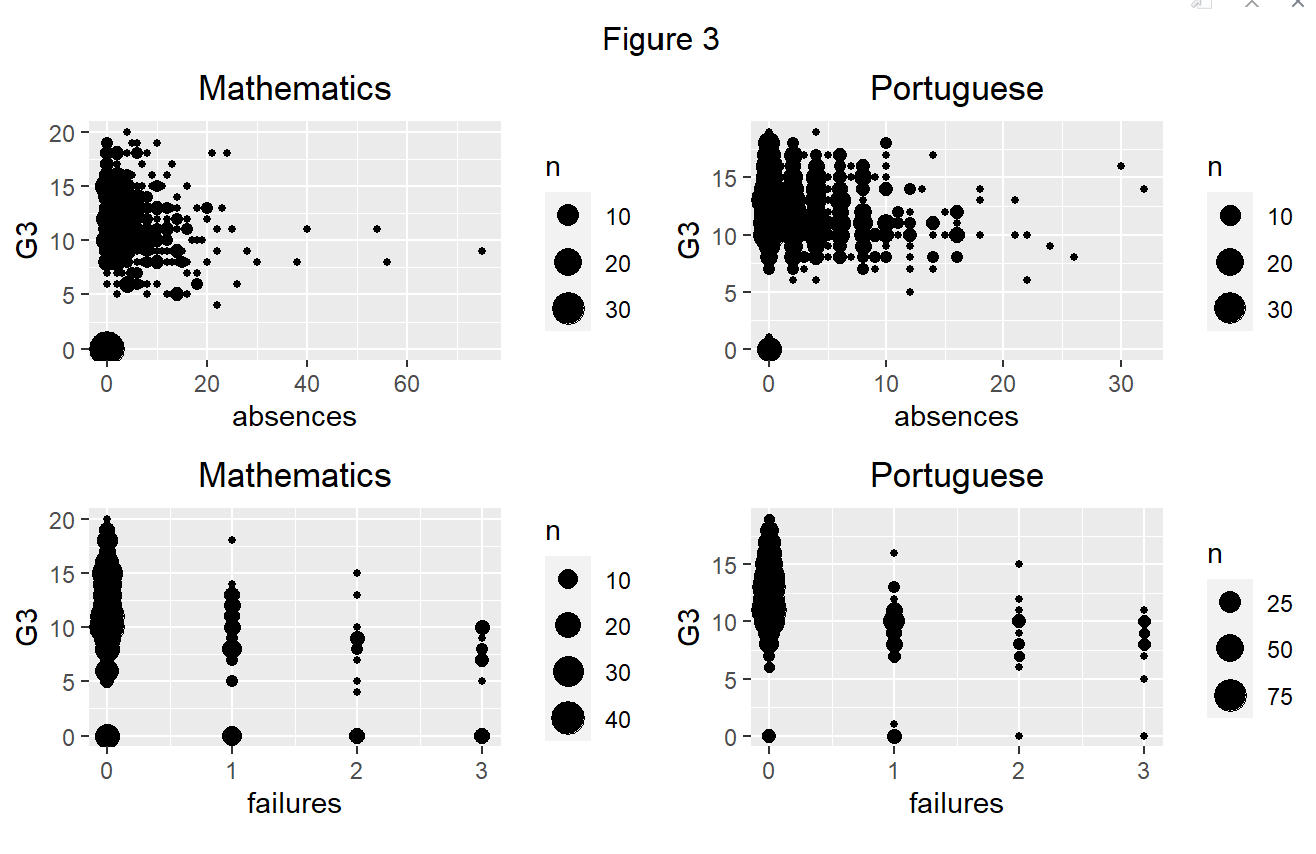 Figure 3
Mathematics
20
15
10
5
0
G3
0 20 40 60
absences
n
10
20
30
Portuguese
15
10
5
0
G3
0 10 20 30
absences
n
10
20
30
Mathematics
20
15
10
5
0
G3
0 1 2 3
failures
n
10
20
30
40
Portuguese
15
10
5
0
G3
0 1 2 3
failures
n
25
50
75